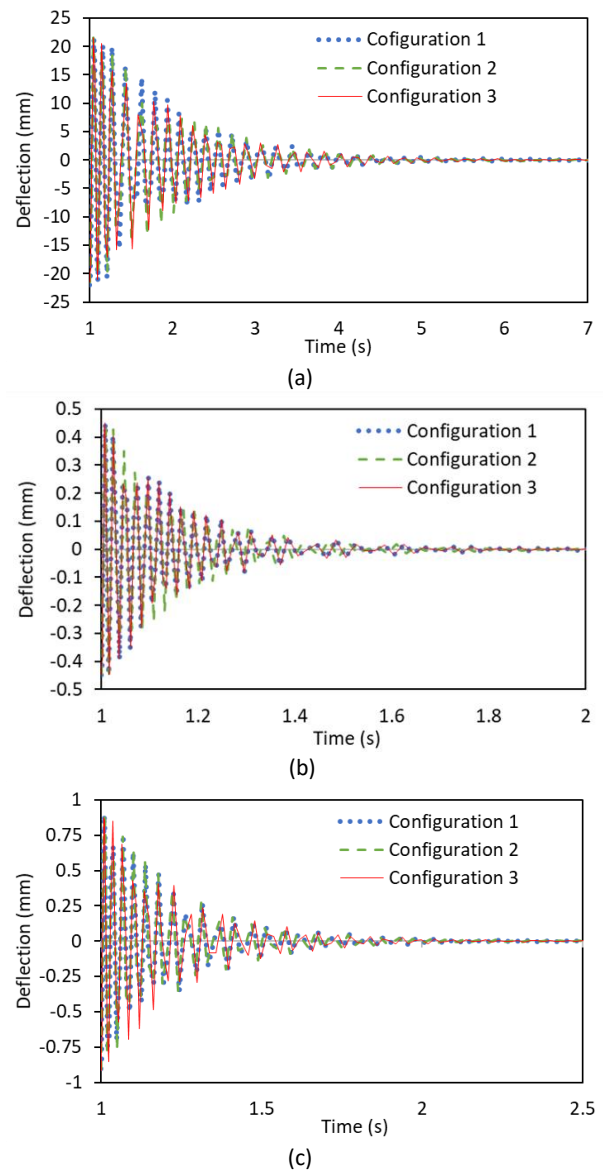 25
20
15
10
5
0
-5
-10
-15
-20
-25
Deflection (mm)
Cofiguration 1
Configuration 2
Configuration 3
1 2 3 4 5 6 7
Time (s)
(a)
0.5
0.4
0.3
0.2
0.1
0
-0.1
-0.2
-0.3
-0.4
-0.5
Deflection (mm)
Configuration 1
Configuration 2
Configuration 3
1 1.2 1.4 1.6 1.8 2
Time (s)
(b)
1
0.75
0.5
0.25
0
-0.25
-0.5
-0.75
-1
Deflection (mm)
Configuration 1
Configuration 2
Configuration 3
1 1.5 2 2.5
Time (s)
(c)